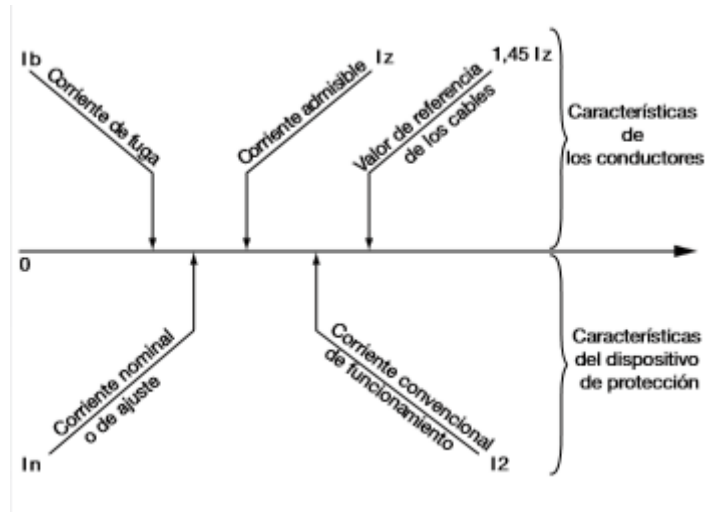 Ib
Corriente de fuga
Iz
Corriente admisible
1,45 Iz
Valor de referencia
de los cables
Características
de
los conductores
0
Corriente nominal
o de ajuste
In
Corriente convencional
de funcionamiento
I2
Características
del dispositivo
de protección